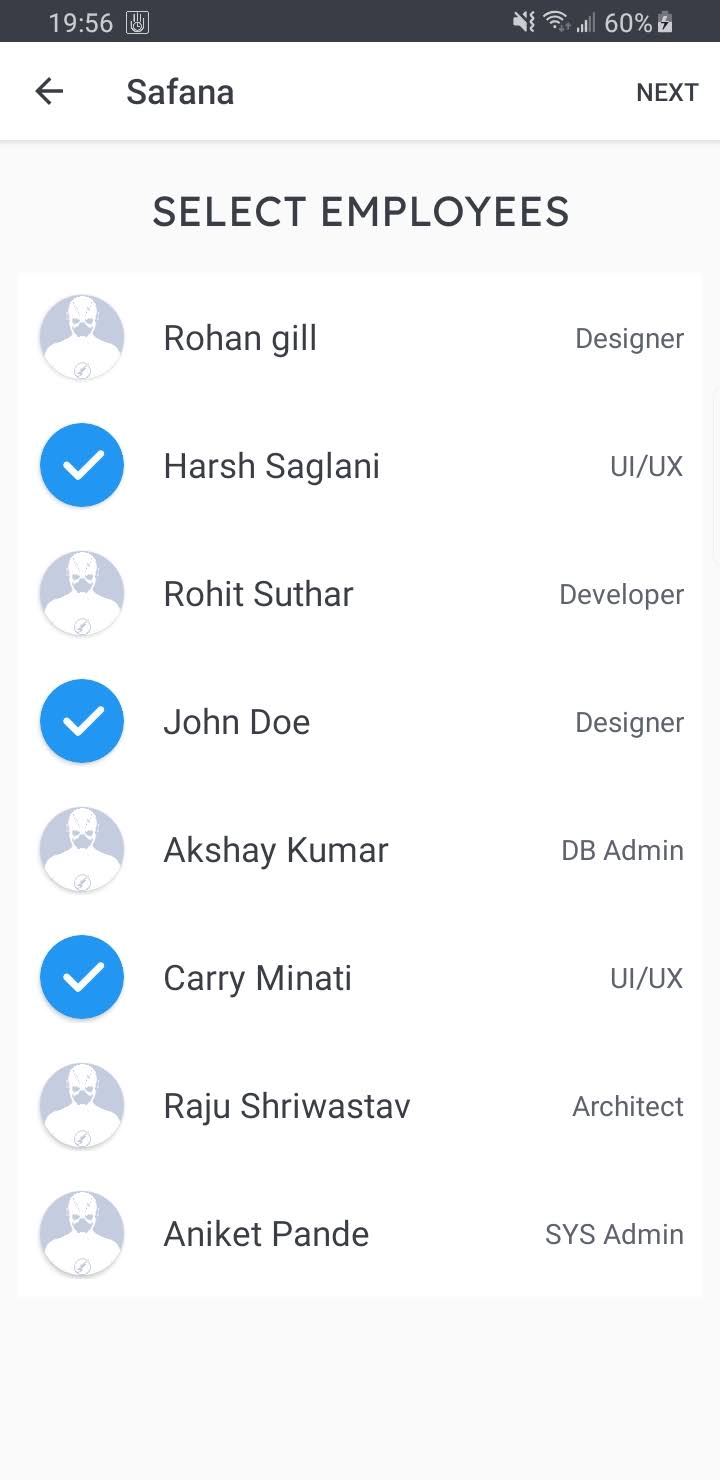 19:56 60%
Safana NEXT
SELECT EMPLOYEES
Rohan gill Designer
Harsh Saglani UI/UX
Rohit Suthar Developer
John Doe Designer
Akshay Kumar DB Admin
Carry Minati UI/UX
Raju Shriwastav Architect
Aniket Pande SYS Admin